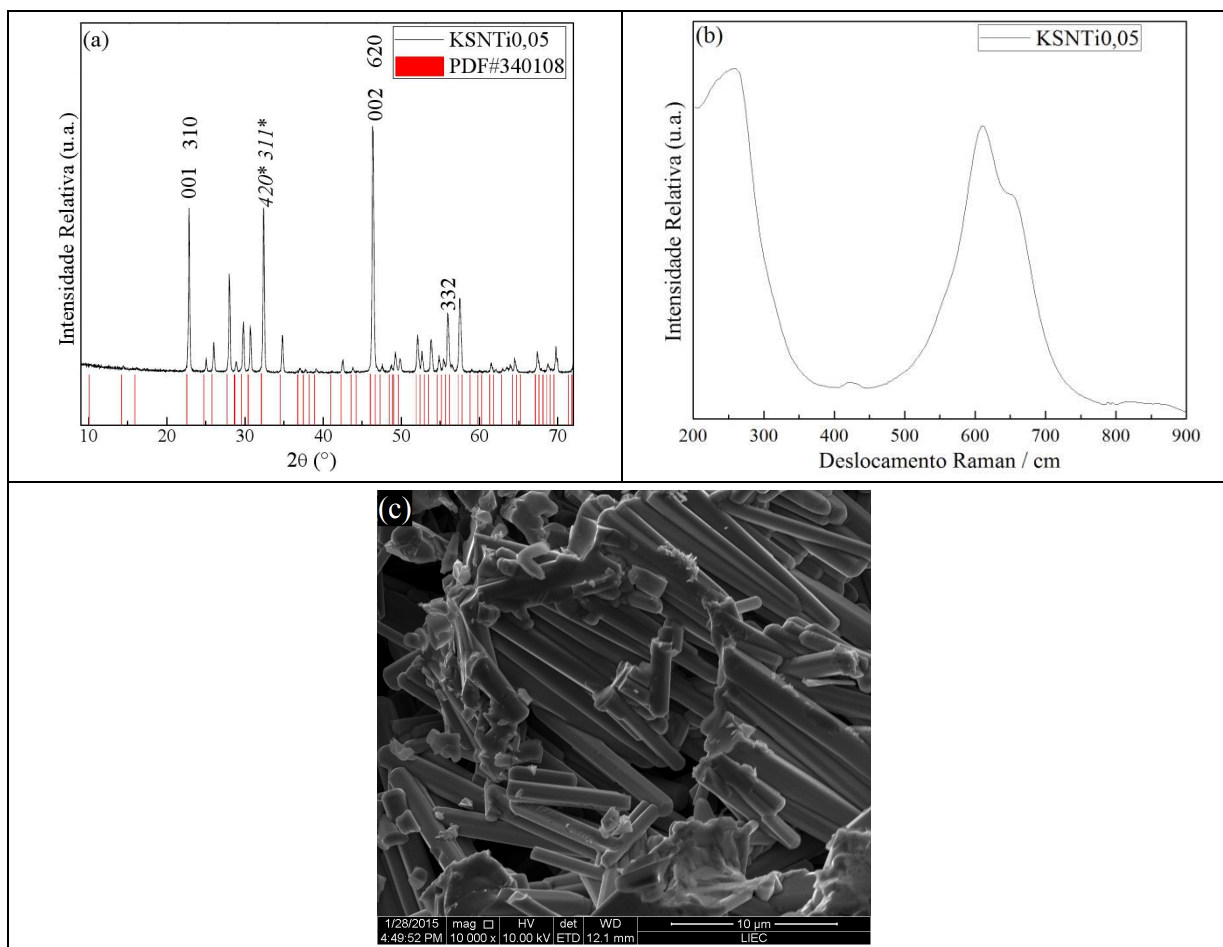 (a)
KSNTi0,05
PDF#340108
001 310
420* 311*
002 620
332
Intensidade Relativa (u.a.)
10 20 30 40 50 60 70
2θ (°)
(b)
KSNTi0,05
Intensidade Relativa (u.a.)
200 300 400 500 600 700 800 900
Deslocamento Raman / cm
(c)
1/28/2015 mag HV det WD 10 µm
4:49:52 PM 10 000 x 10.00 kV ETD 12.1 mm LIEC